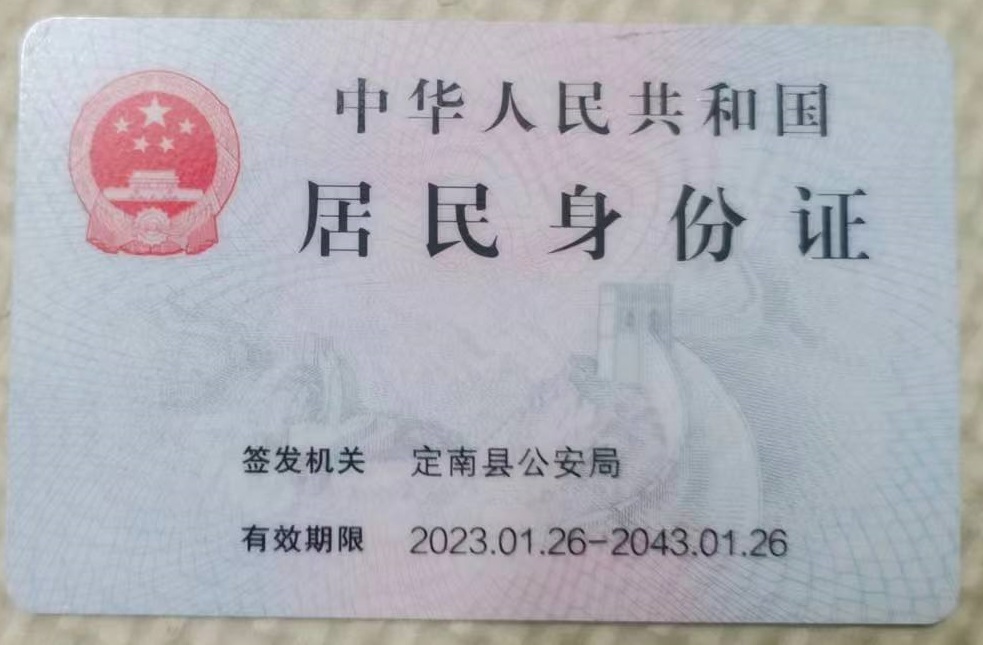 中华人民共和国
居民身份证
签发机关 定南县公安局
有效期限 2023.01.26-2043.01.26